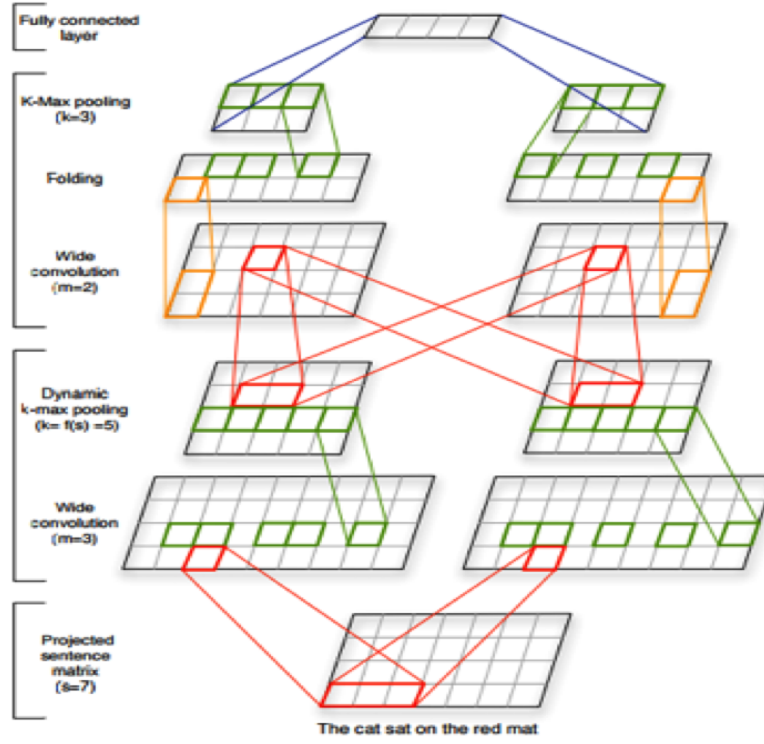 Fully connected
layer
K-Max pooling
(k=3)
Folding
Wide
convolution
(m=2)
Dynamic
k-max pooling
(k= f(s) =5)
Wide
convolution
(m=3)
Projected
sentence
matrix
(s=7)
The cat sat on the red mat